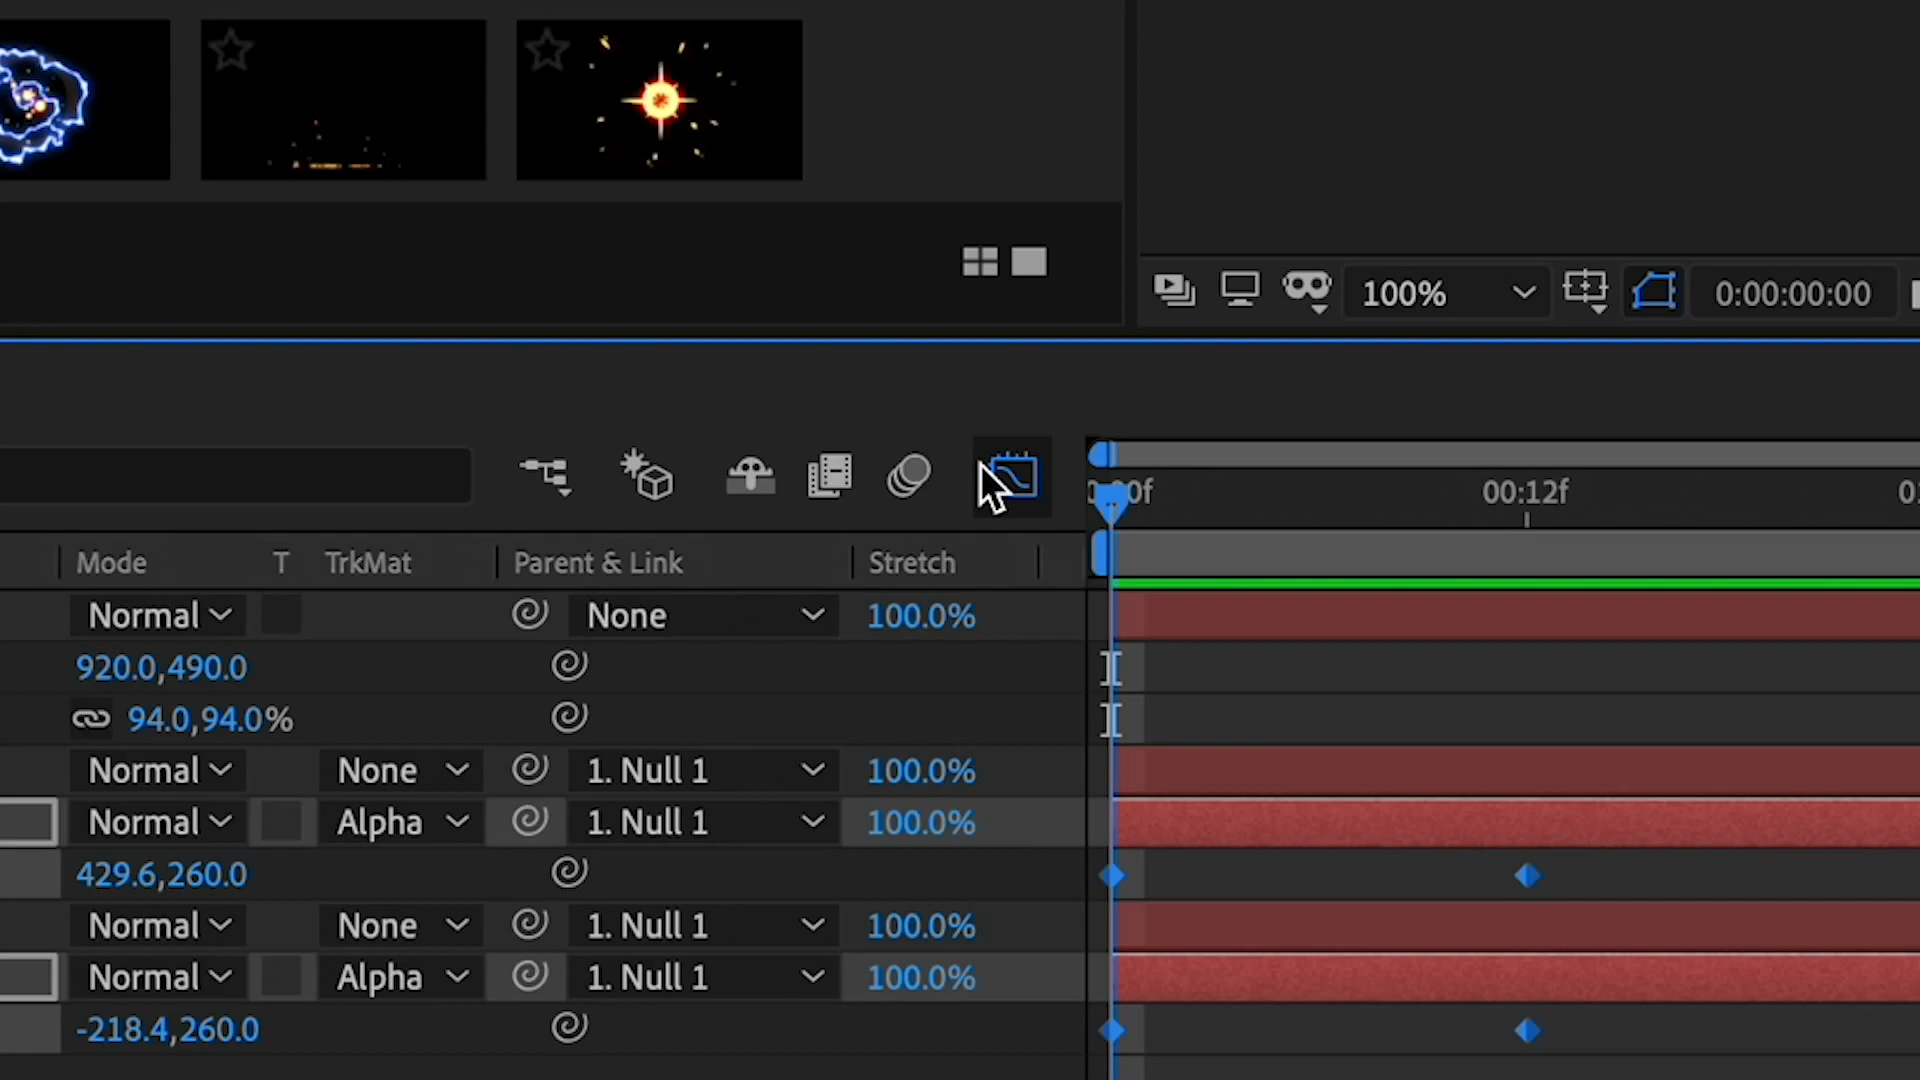 100%
0:00:00:00
00:12f
Mode T TrkMat Parent & Link Stretch
Normal None 100.0%
920.0,490.0
94.0,94.0%
Normal None 1. Null 1 100.0%
Normal Alpha 1. Null 1 100.0%
429.6,260.0
Normal None 1. Null 1 100.0%
Normal Alpha 1. Null 1 100.0%
-218.4,260.0